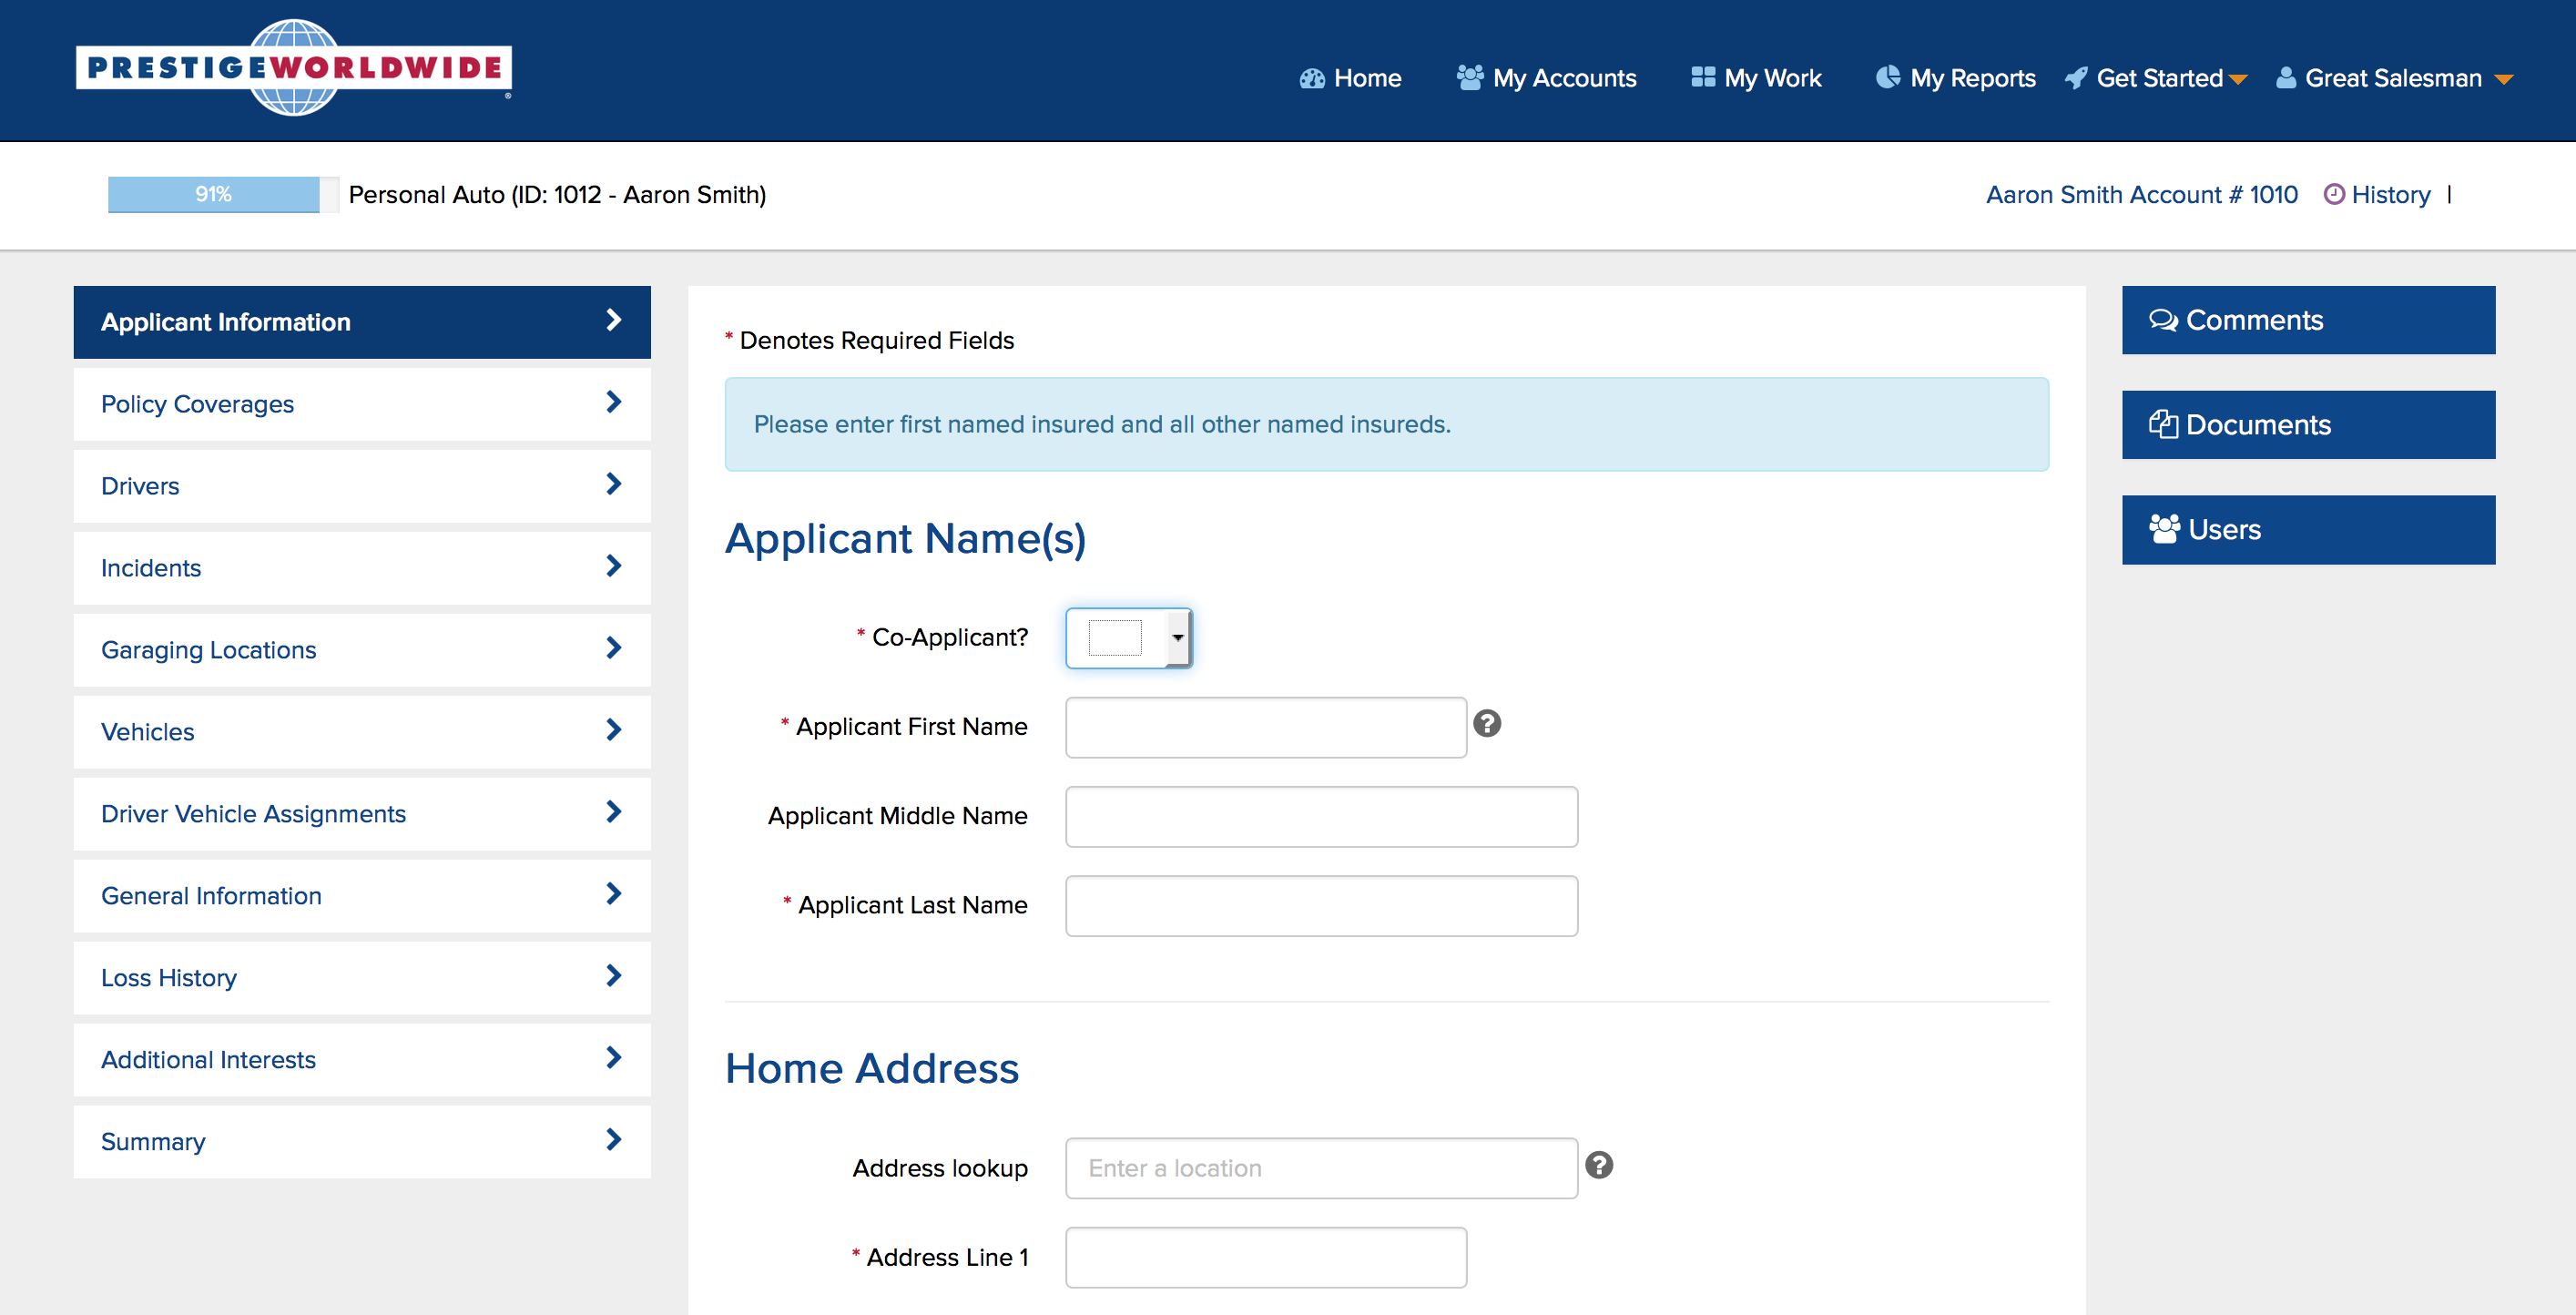 PRESTIGEWORLDWIDE®
Home My Accounts My Work My Reports Get Started Great Salesman
91% Personal Auto (ID: 1012 - Aaron Smith)
Aaron Smith Account # 1010 History |
Applicant Information
Policy Coverages
Drivers
Incidents
Garaging Locations
Vehicles
Driver Vehicle Assignments
General Information
Loss History
Additional Interests
Summary
* Denotes Required Fields
Please enter first named insured and all other named insureds.
Applicant Name(s)
* Co-Applicant?
* Applicant First Name ?
Applicant Middle Name
* Applicant Last Name
Home Address
Address lookup Enter a location ?
* Address Line 1
Comments
Documents
Users